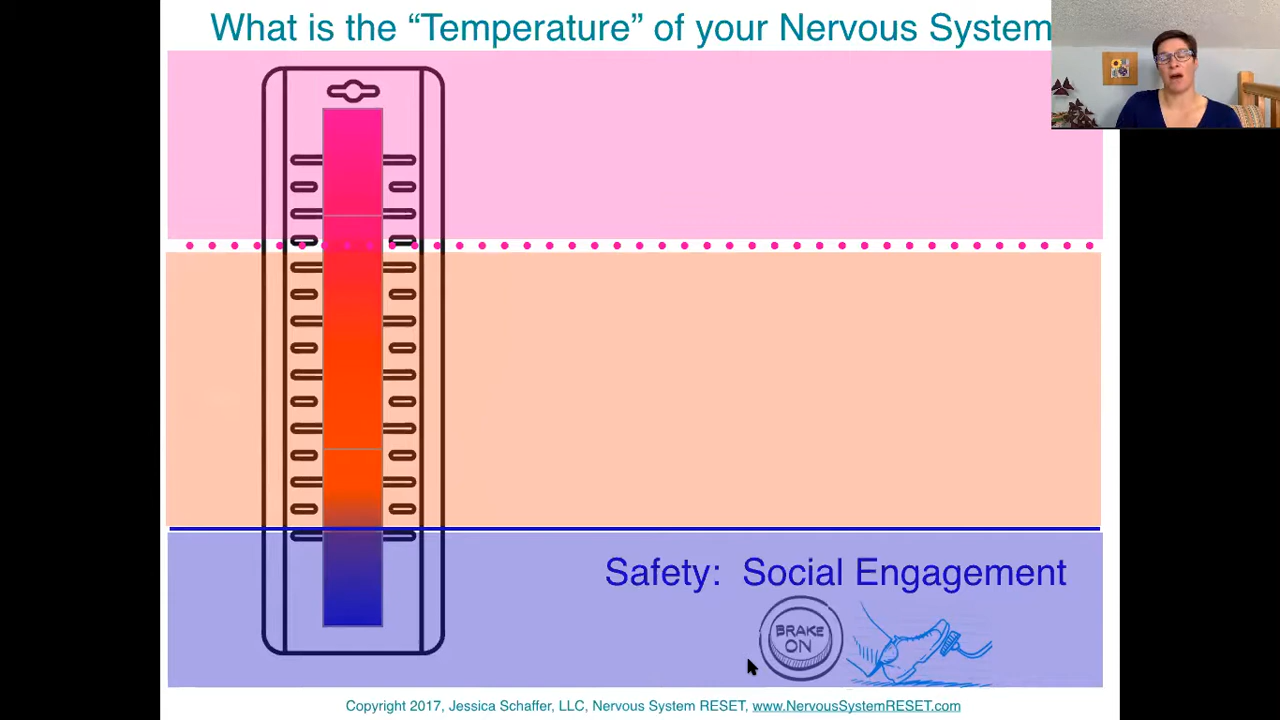 What is the “Temperature” of your Nervous System
Safety: Social Engagement
BRAKE
ON
Copyright 2017, Jessica Schaffer, LLC, Nervous System RESET, www.NervousSystemRESET.com